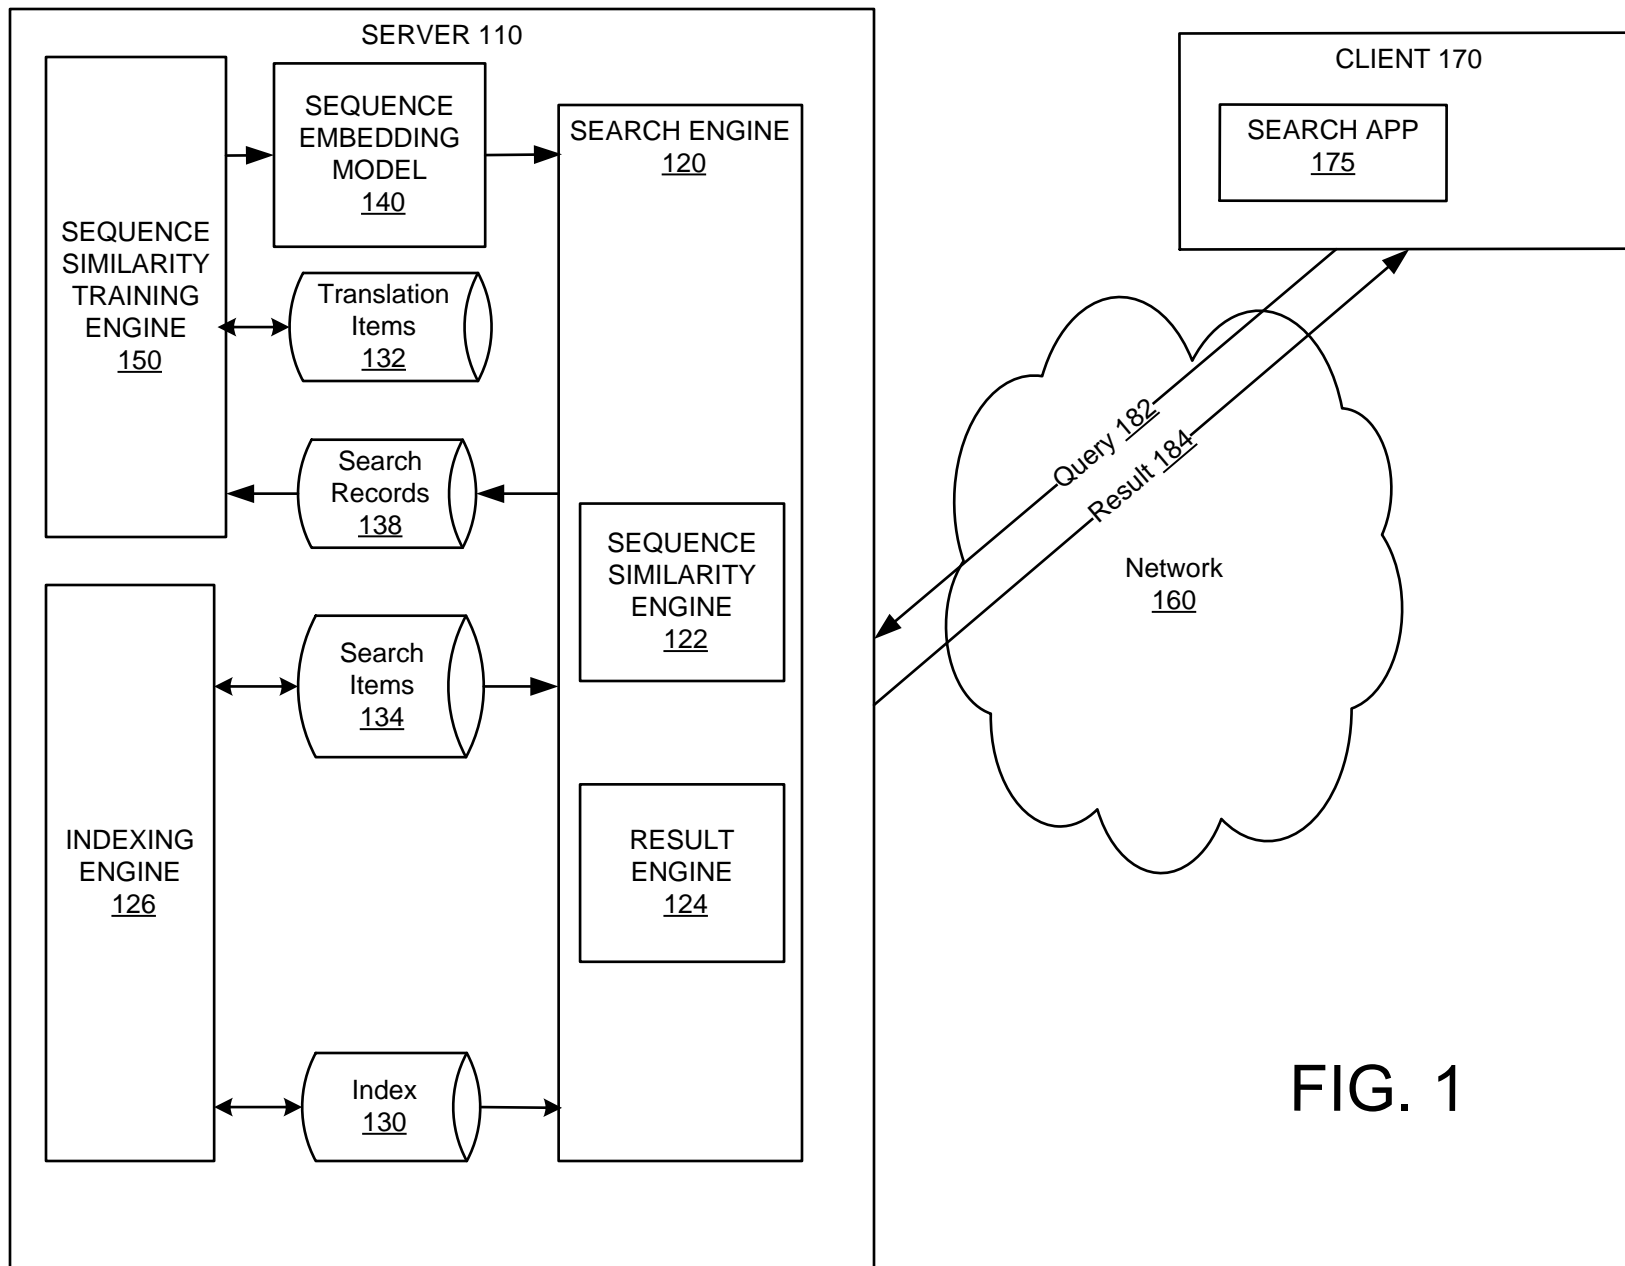 SERVER 110
SEQUENCE
SIMILARITY
TRAINING
ENGINE
150
SEQUENCE
EMBEDDING
MODEL
140
Translation
Items
132
Search
Records
138
SEARCH ENGINE
120
SEQUENCE
SIMILARITY
ENGINE
122
RESULT
ENGINE
124
INDEXING
ENGINE
126
Search
Items
134
Index
130
CLIENT 170
SEARCH APP
175
Query 182
Result 184
Network
160
FIG. 1